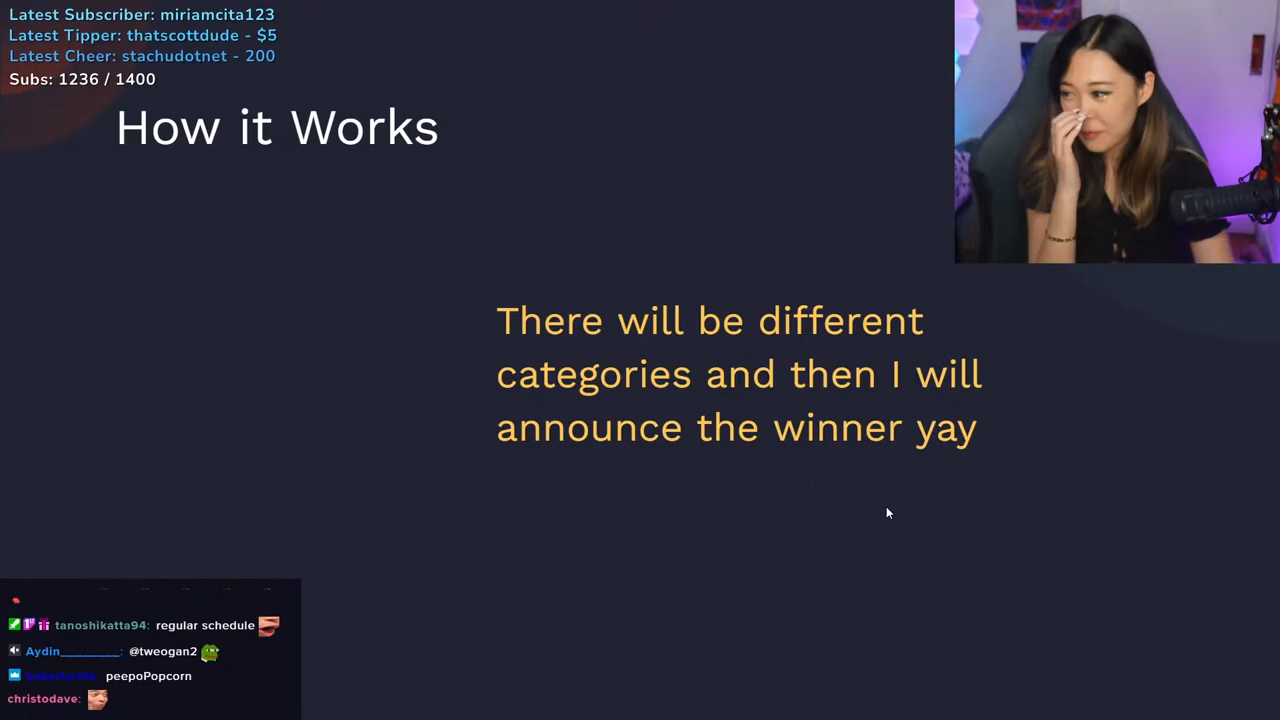 Latest Subscriber: miriamcita123
Latest Tipper: thatscottdude - $5
Latest Cheer: stachudotnet - 200
Subs: 1236 / 1400
How it Works
There will be different
categories and then I will
announce the winner yay
tanoshikatta94: regular schedule
Aydin________: @tweogan2
peepoPopcorn
christodave: